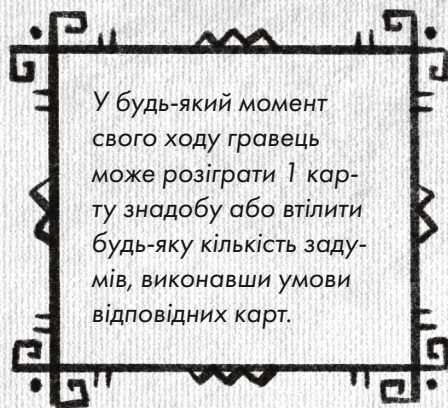 У будь-який момент
свого ходу гравець
може розіграти 1 кар-
ту знадобу або втілити
будь-яку кількість заду-
мів, виконавши умови
відповідних карт.